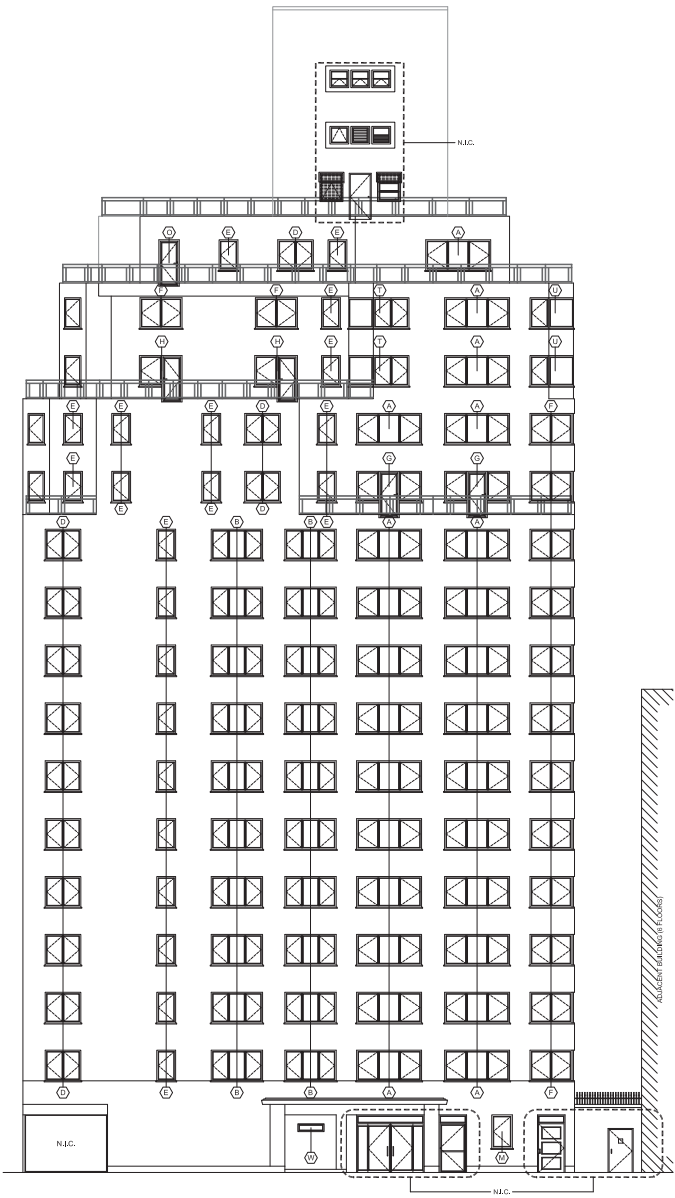 N.I.C.
O E D E A
F F E T A U
H H E T A U
E E E D E A A F
E G G
E E D
D E B B E A A
D E B B A A F
ADJACENT BUILDING (6 FLOORS)
N.I.C.
W M
N.I.C.